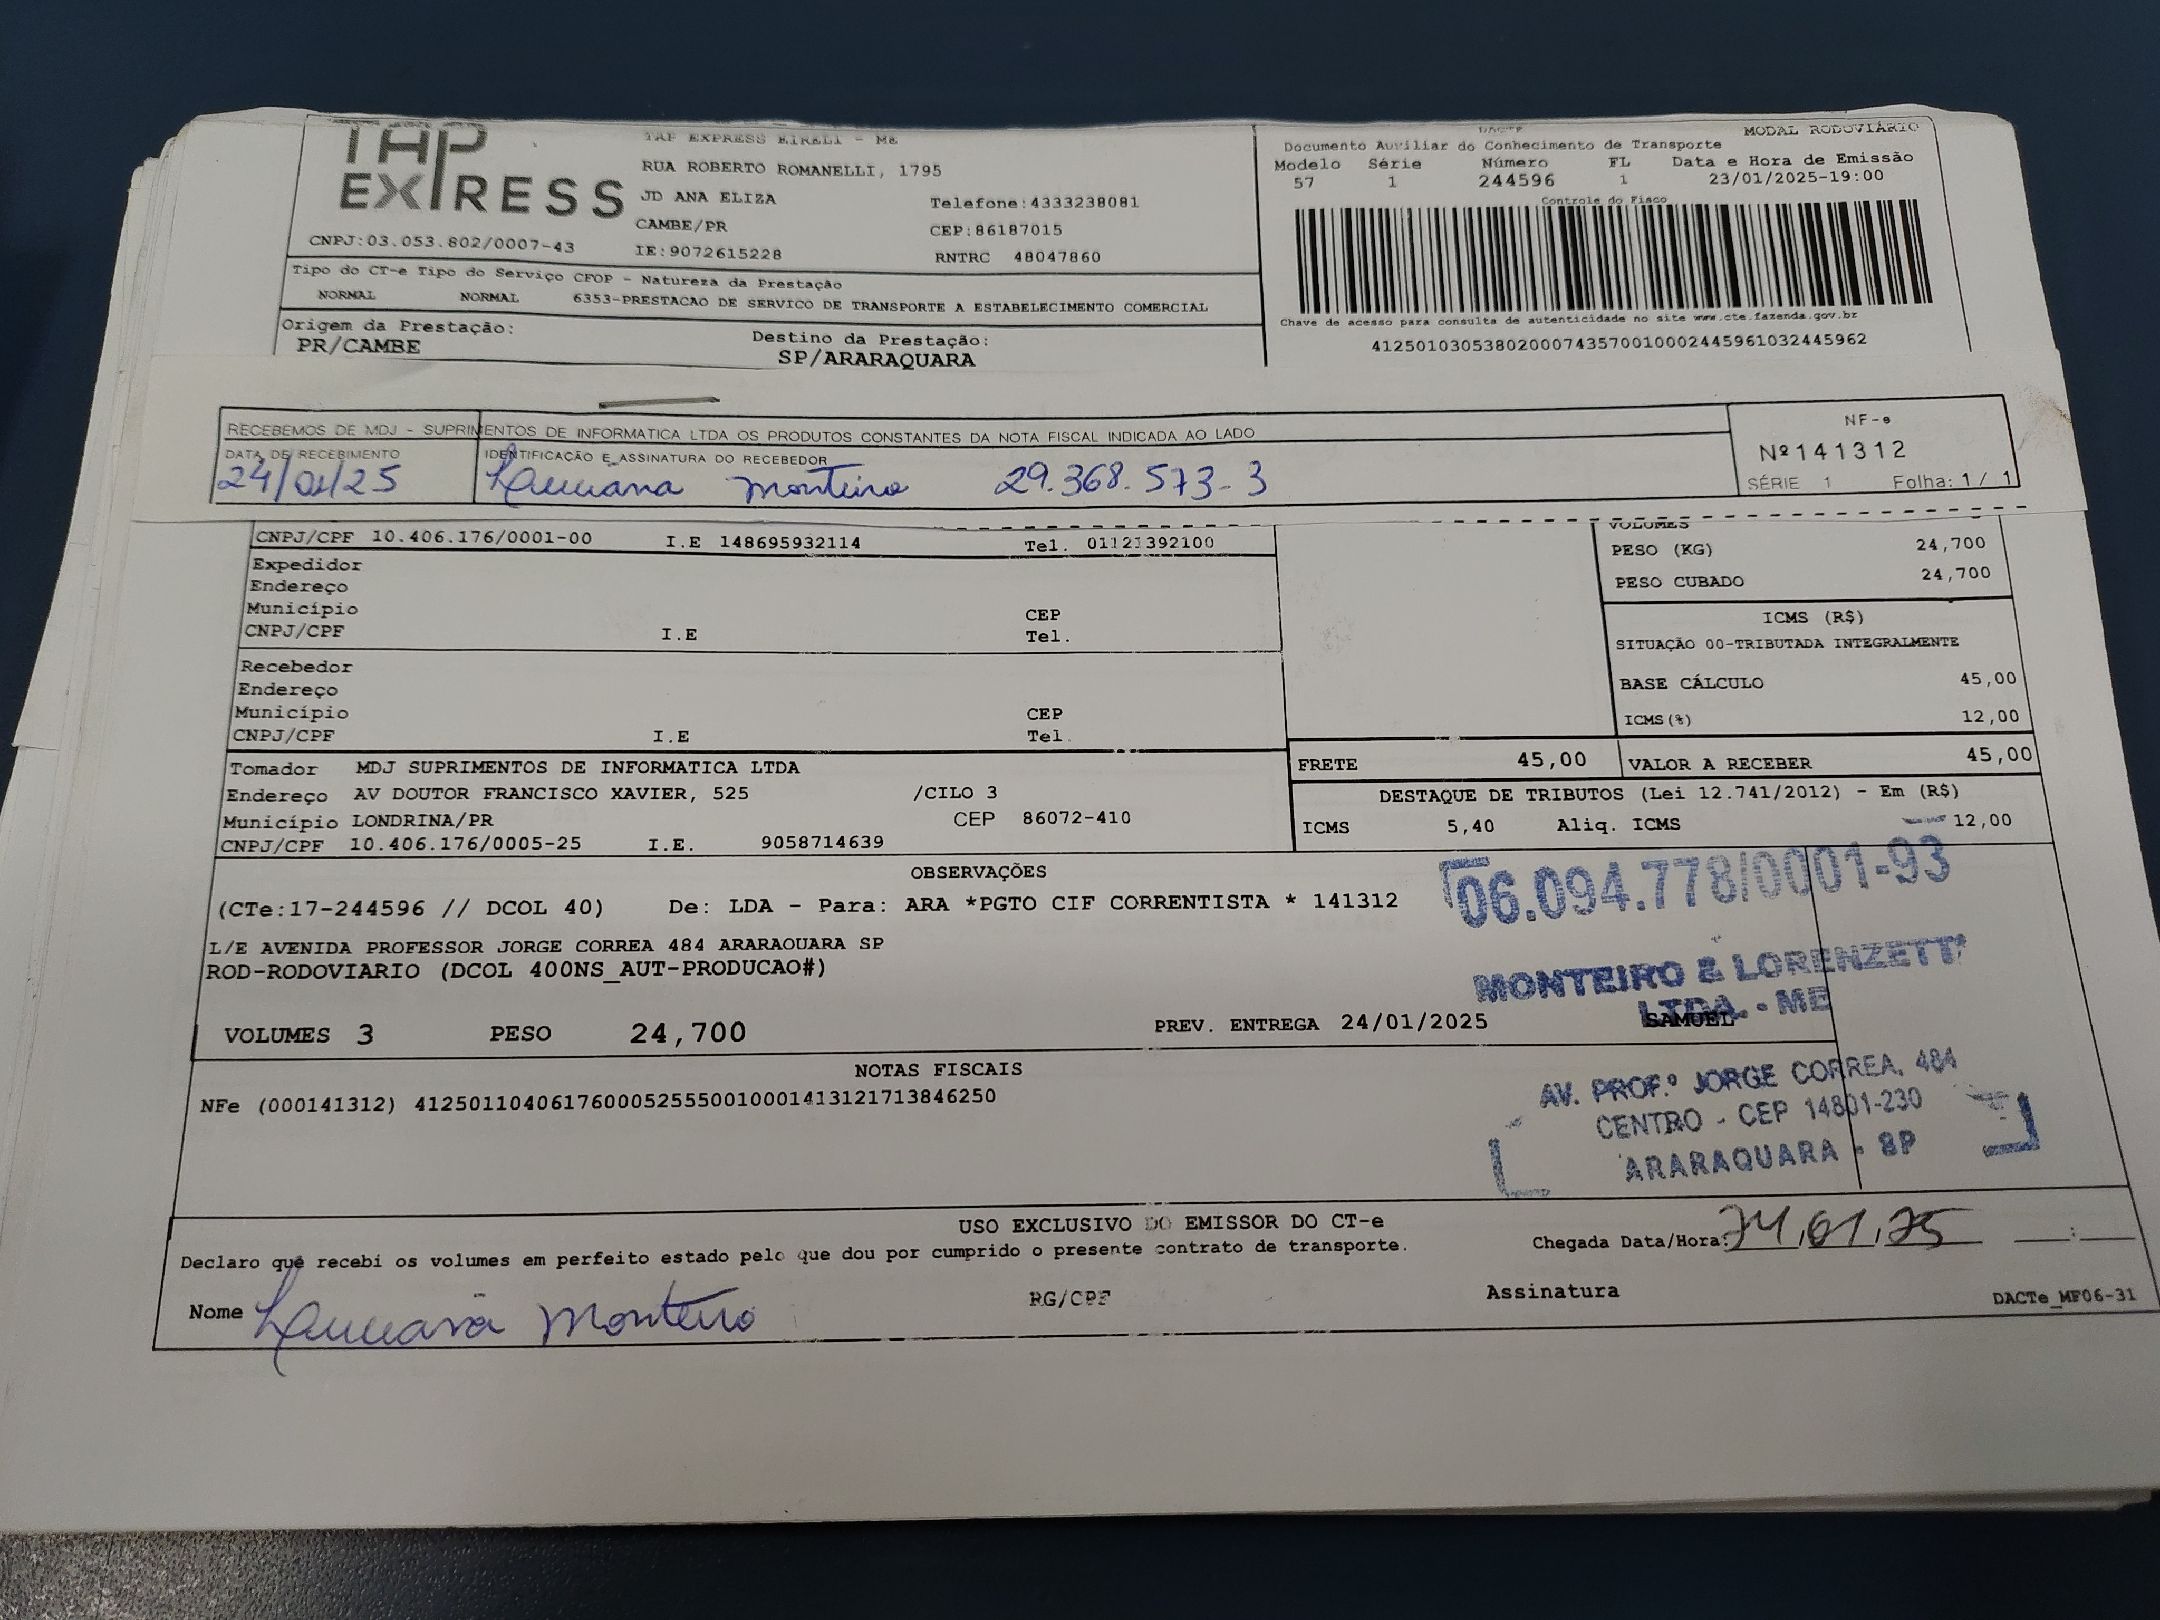 TAP EXPRESS
TAP EXPRESS EIRELI - ME
RUA ROBERTO ROMANELLI, 1795
JD ANA ELIZA
Telefone:4333238081
CAMBE/PR
CEP:86187015
CNPJ:03.053.802/0007-43
IE:9072615228
RNTRC 48047860
DACTE
MODAL RODOVIÁRIO
Documento Auxiliar do Conhecimento de Transporte
Modelo Série Número FL Data e Hora de Emissão
57 1 244596 1 23/01/2025-19:00
Controle do Fisco
Chave de acesso para consulta de autenticidade no site www.cte.fazenda.gov.br
41250103053802000743570010002445961032445962
Tipo do CT-e Tipo do Serviço CFOP - Natureza da Prestação
NORMAL NORMAL 6353-PRESTACAO DE SERVICO DE TRANSPORTE A ESTABELECIMENTO COMERCIAL
Origem da Prestação: Destino da Prestação:
PR/CAMBE SP/ARARAQUARA
RECEBEMOS DE MDJ - SUPRIMENTOS DE INFORMATICA LTDA OS PRODUTOS CONSTANTES DA NOTA FISCAL INDICADA AO LADO
DATA DE RECEBIMENTO IDENTIFICAÇÃO E ASSINATURA DO RECEBEDOR
24/01/25 Monteiro 29.368.573-3
NF-e
Nº141312
SÉRIE 1 Folha: 1 / 1
CNPJ/CPF 10.406.176/0001-00 I.E 148695932114 Tel. 01121392100
Expedidor
Endereço
Município CEP
CNPJ/CPF I.E Tel.
Recebedor
Endereço
Município CEP
CNPJ/CPF I.E Tel.
VOLUMES
PESO (KG) 24,700
PESO CUBADO 24,700
ICMS (R$)
SITUAÇÃO 00-TRIBUTADA INTEGRALMENTE
BASE CÁLCULO 45,00
ICMS(%) 12,00
Tomador MDJ SUPRIMENTOS DE INFORMATICA LTDA
Endereço AV DOUTOR FRANCISCO XAVIER, 525 /CILO 3
Município LONDRINA/PR CEP 86072-410
CNPJ/CPF 10.406.176/0005-25 I.E. 9058714639
FRETE 45,00 VALOR A RECEBER 45,00
DESTAQUE DE TRIBUTOS (Lei 12.741/2012) - Em (R$)
ICMS 5,40 Aliq. ICMS 12,00
OBSERVAÇÕES
(CTe:17-244596 // DCOL 40) De: LDA - Para: ARA *PGTO CIF CORRENTISTA * 141312
L/E AVENIDA PROFESSOR JORGE CORREA 484 ARARAQUARA SP
ROD-RODOVIARIO (DCOL 400NS_AUT-PRODUCAO#)
VOLUMES 3 PESO 24,700 PREV. ENTREGA 24/01/2025 SAMUEL
06.094.778/0001-93
MONTEIRO & LORENZETTI
LTDA. - ME
AV. PROF.º JORGE CORREA, 484
CENTRO - CEP 14801-230
ARARAQUARA - SP
NOTAS FISCAIS
NFe (000141312) 41250110406176000525550010001413121713846250
USO EXCLUSIVO DO EMISSOR DO CT-e
Declaro que recebi os volumes em perfeito estado pelo que dou por cumprido o presente contrato de transporte.
Chegada Data/Hora: 24,01,25 :
Nome Monteiro RG/CPF Assinatura
DACTe_MF06-31